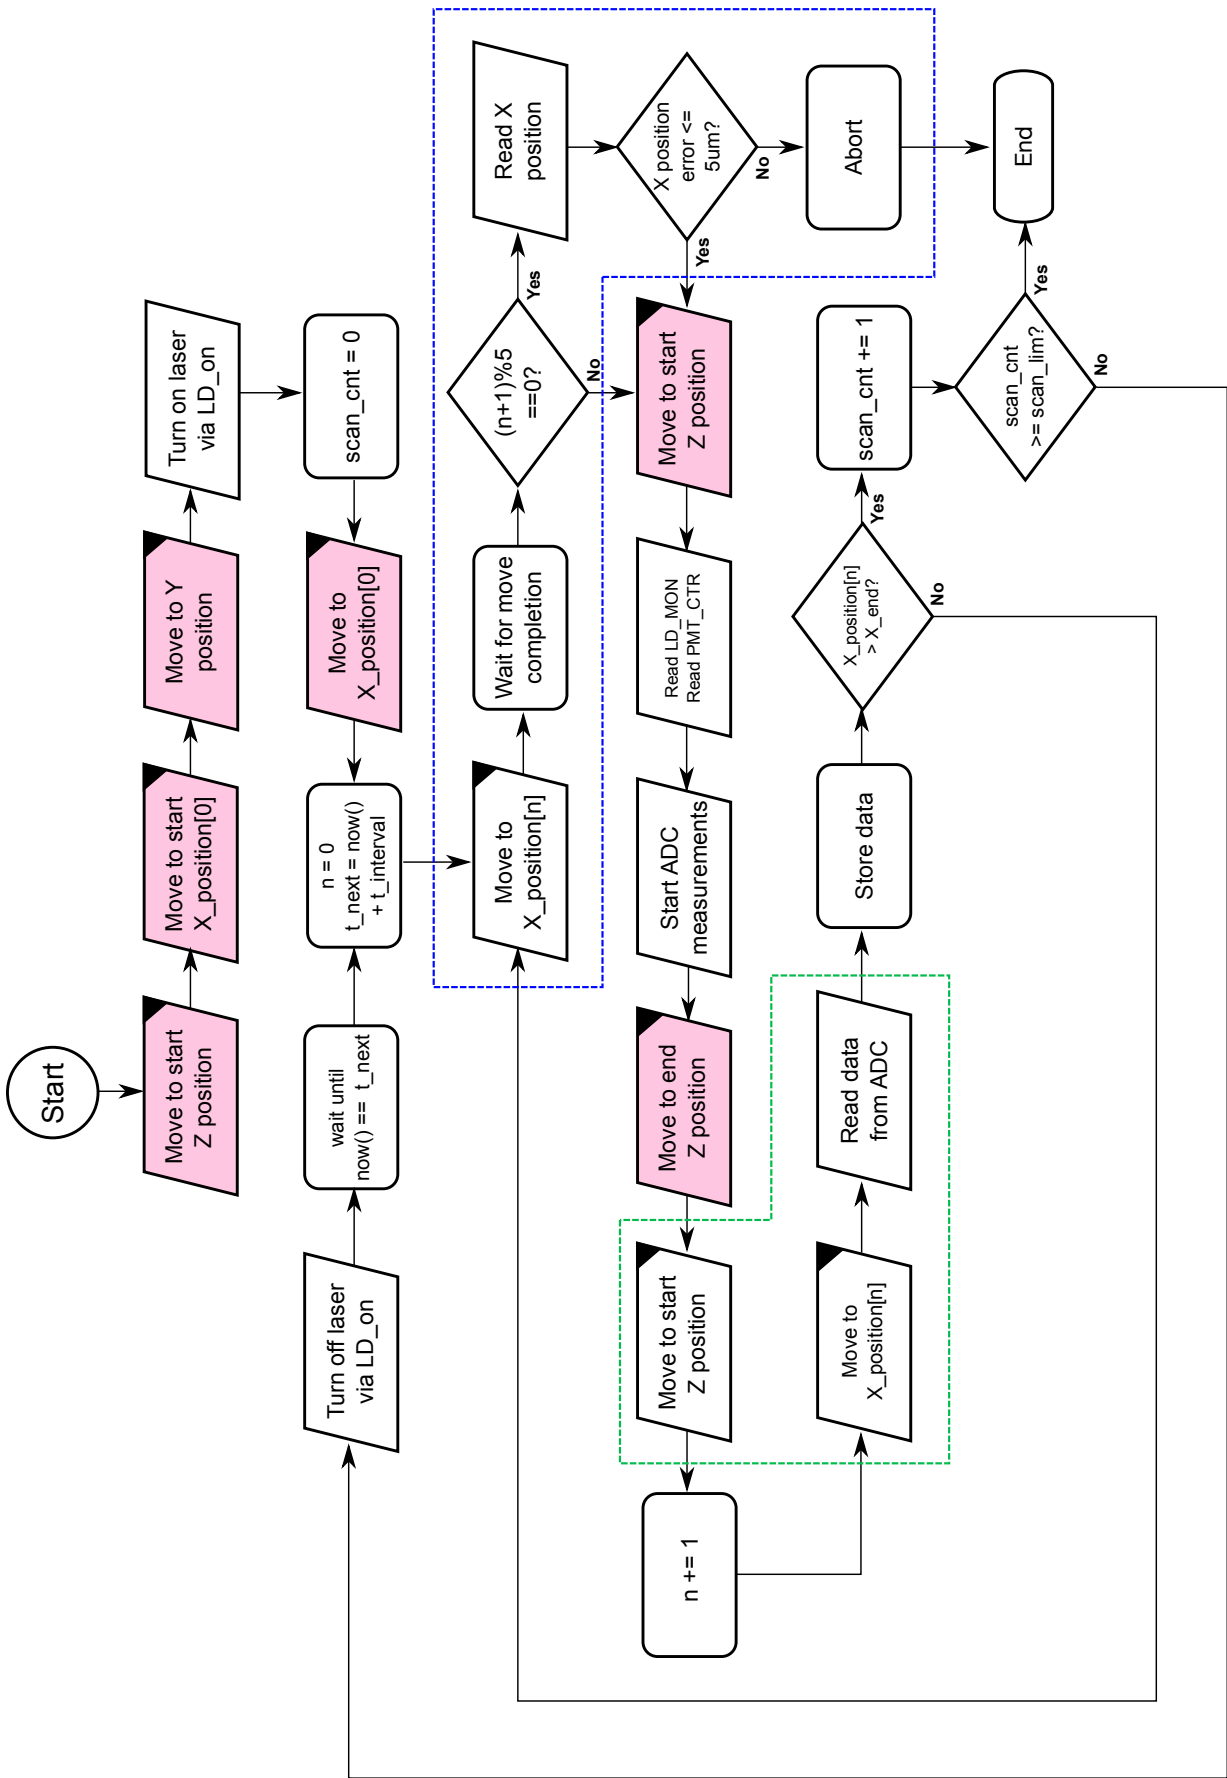 Start
Move to start
Z position
Move to start
X_position[0]
Move to Y
position
Turn on laser
via LD_on
scan_cnt = 0
Move to
X_position[0]
n = 0
t_next = now()
+ t_interval
wait until
now() == t_next
Turn off laser
via LD_on
Move to
X_position[n]
Wait for move
completion
(n+1)%5
==0?
Yes
No
Read X
position
X position
error <=
5um?
Yes
No
Abort
End
Move to start
Z position
Read LD_MON
Read PMT_CTR
Start ADC
measurements
Move to end
Z position
Move to start
Z position
n += 1
Move to
X_position[n]
Read data
from ADC
Store data
X_position[n]
> X_end?
Yes
No
scan_cnt += 1
scan_cnt
>= scan_lim?
Yes
No